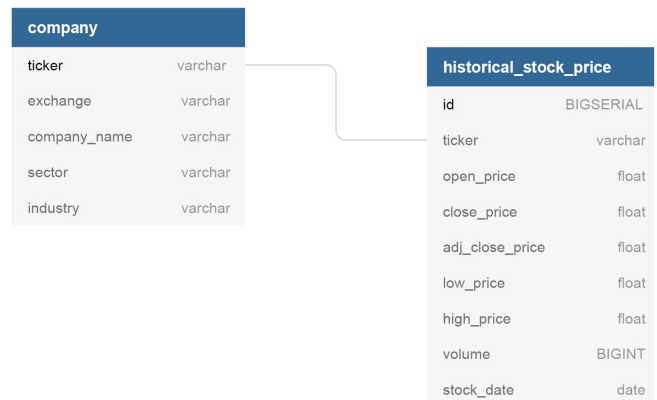 company
ticker varchar
exchange varchar
company_name varchar
sector varchar
industry varchar
historical_stock_price
id BIGSERIAL
ticker varchar
open_price float
close_price float
adj_close_price float
low_price float
high_price float
volume BIGINT
stock_date date